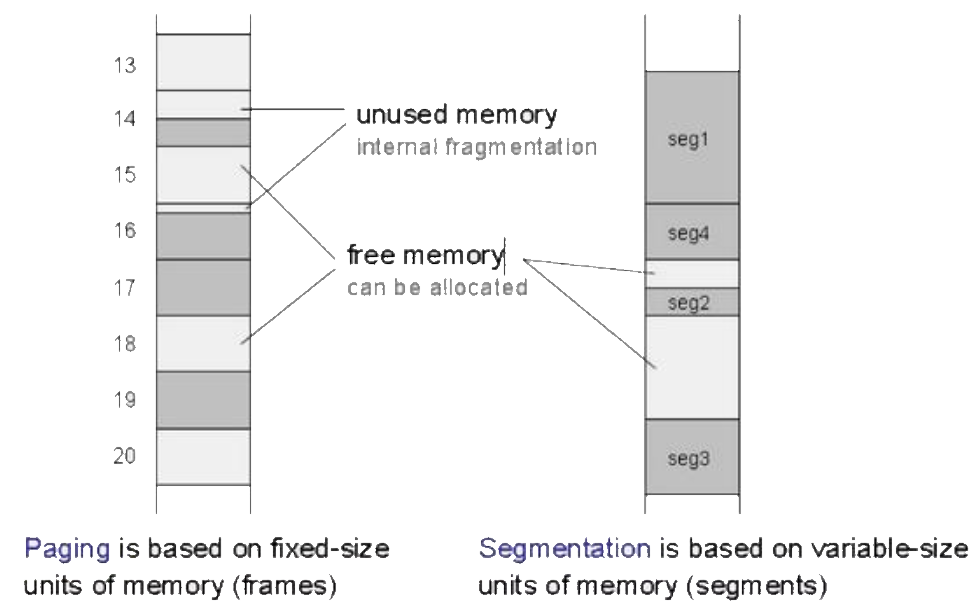 13
14
15
16
17
18
19
20
unused memory
internal fragmentation
free memory
can be allocated
seg1
seg4
seg2
seg3
Paging is based on fixed-size
units of memory (frames)
Segmentation is based on variable-size
units of memory (segments)